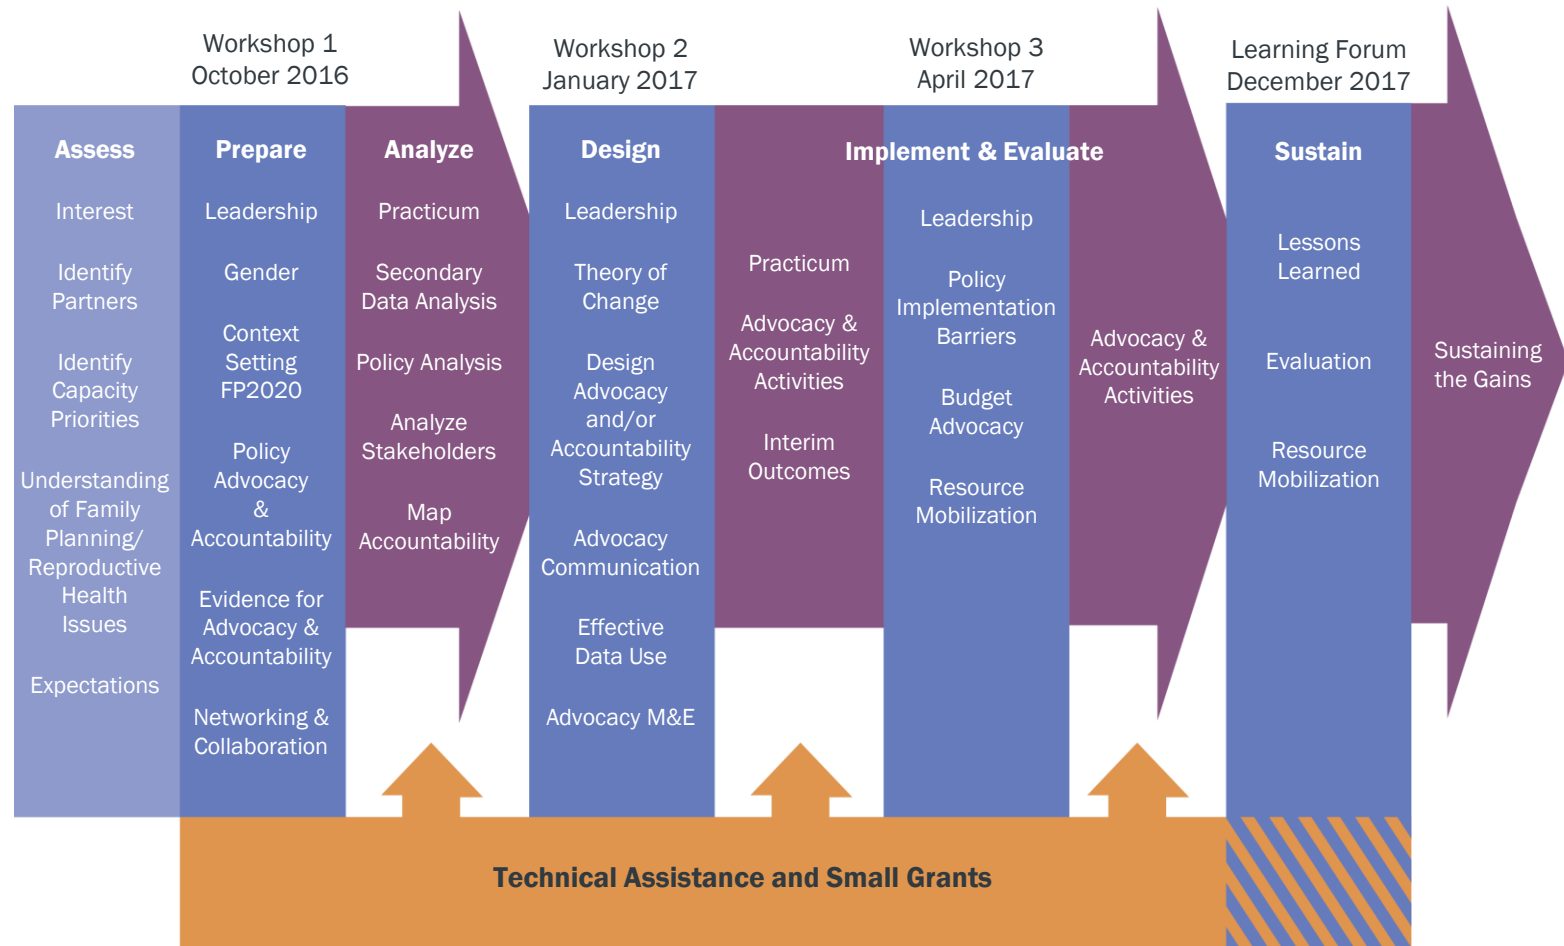 Workshop 1
October 2016
Workshop 2
January 2017
Workshop 3
April 2017
Learning Forum
December 2017
Assess
Interest
Identify
Partners
Identify
Capacity
Priorities
Understanding
of Family
Planning/
Reproductive
Health
Issues
Expectations
Prepare
Leadership
Gender
Context
Setting
FP2020
Policy
Advocacy
&
Accountability
Evidence for
Advocacy &
Accountability
Networking &
Collaboration
Analyze
Practicum
Secondary
Data Analysis
Policy Analysis
Analyze
Stakeholders
Map
Accountability
Design
Leadership
Theory of
Change
Design
Advocacy
and/or
Accountability
Strategy
Advocacy
Communication
Effective
Data Use
Advocacy M&E
Implement & Evaluate
Practicum
Advocacy &
Accountability
Activities
Interim
Outcomes
Leadership
Policy
Implementation
Barriers
Budget
Advocacy
Resource
Mobilization
Advocacy &
Accountability
Activities
Sustain
Lessons
Learned
Evaluation
Resource
Mobilization
Sustaining
the Gains
Technical Assistance and Small Grants